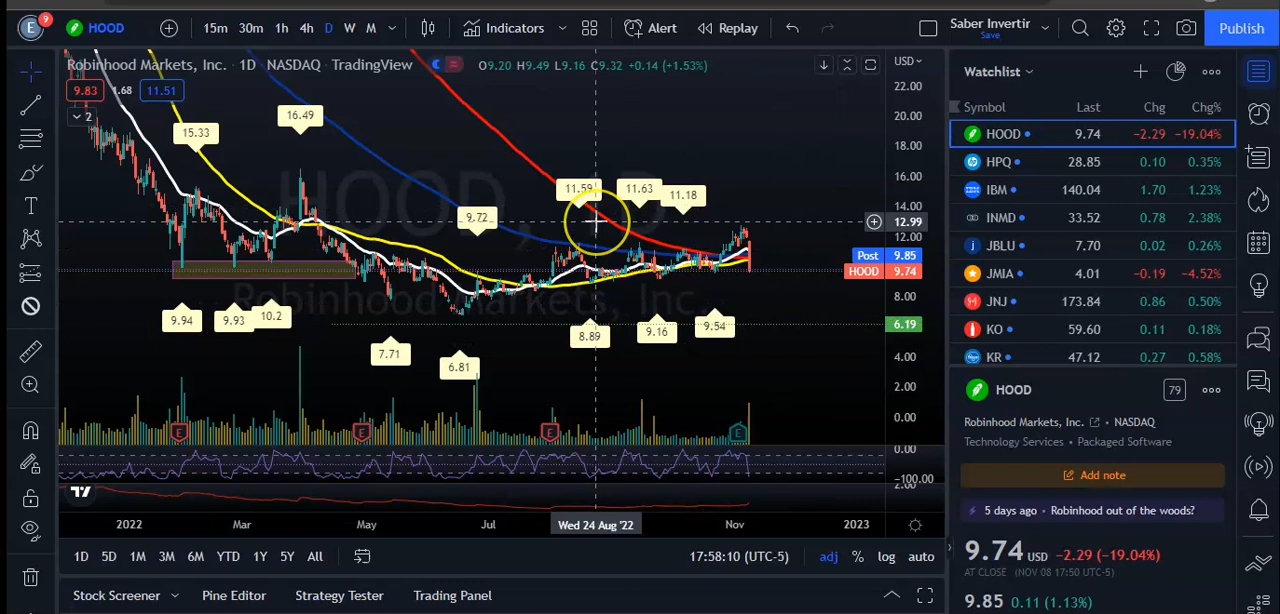 E 9 HOOD 15m 30m 1h 4h D W M Indicators Alert Replay Saber Invertir Save Publish
Robinhood Markets, Inc. · 1D · NASDAQ · TradingView O9.20 H9.49 L9.16 C9.32 +0.14 (+1.53%) USD
9.83 1.68 11.51
2
HOOD, 1D
Robinhood Markets, Inc.
15.33
16.49
9.72
11.59
11.63
11.18
9.94
9.93
10.2
7.71
6.81
8.89
9.16
9.54
22.00
20.00
18.00
16.00
14.00
12.99
12.00
Post 9.85
HOOD 9.74
8.00
6.19
4.00
2.00
0.00
0.00
−100.00
2.00
E E E E
2022 Mar May Jul Wed 24 Aug '22 Nov 2023
1D 5D 1M 3M 6M YTD 1Y 5Y All 17:58:10 (UTC-5) adj % log auto
Stock Screener Pine Editor Strategy Tester Trading Panel
Watchlist
Symbol Last Chg Chg%
HOOD 9.74 −2.29 −19.04%
HPQ 28.85 0.10 0.35%
IBM 140.04 1.70 1.23%
INMD 33.52 0.78 2.38%
JBLU 7.70 0.02 0.26%
JMIA 4.01 −0.19 −4.52%
JNJ 173.84 0.86 0.50%
KO 59.60 0.11 0.18%
KR 47.12 0.27 0.58%
HOOD 79
Robinhood Markets, Inc. • NASDAQ
Technology Services • Packaged Software
Add note
5 days ago • Robinhood out of the woods?
9.74 USD −2.29 (−19.04%)
AT CLOSE (NOV 08 17:50 UTC-5)
9.85 0.11 (1.13%)